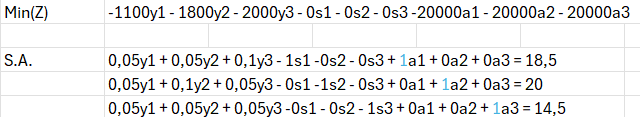 Min(Z) -1100y1 - 1800y2 - 2000y3 - 0s1 - 0s2 - 0s3 -20000a1 - 20000a2 - 20000a3
S.A. 0,05y1 + 0,05y2 + 0,1y3 - 1s1 -0s2 - 0s3 + 1a1 + 0a2 + 0a3 = 18,5
0,05y1 + 0,1y2 + 0,05y3 - 0s1 -1s2 - 0s3 + 0a1 + 1a2 + 0a3 = 20
0,05y1 + 0,05y2 + 0,05y3 -0s1 - 0s2 - 1s3 + 0a1 + 0a2 + 1a3 = 14,5